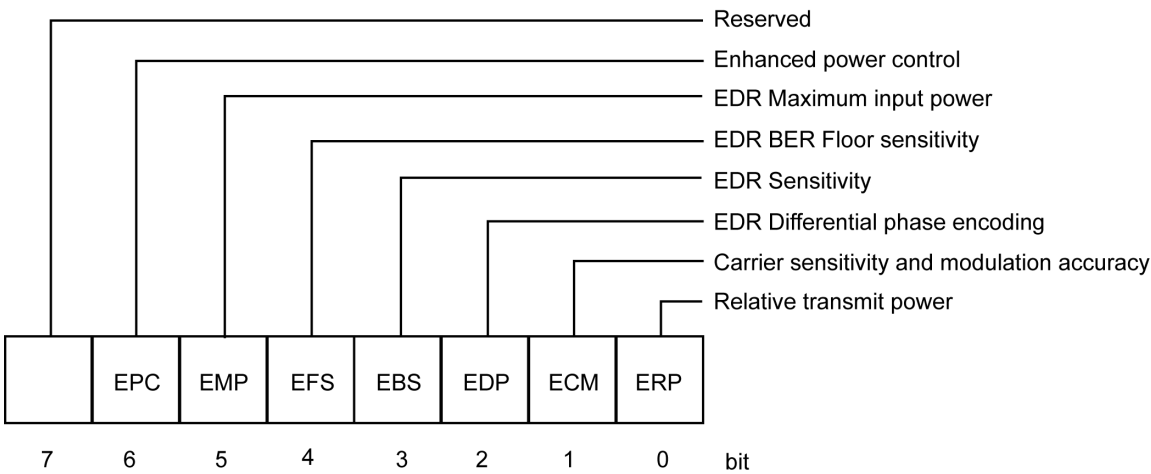 Reserved
Enhanced power control
EDR Maximum input power
EDR BER Floor sensitivity
EDR Sensitivity
EDR Differential phase encoding
Carrier sensitivity and modulation accuracy
Relative transmit power
EPC EMP EFS EBS EDP ECM ERP
7 6 5 4 3 2 1 0 bit